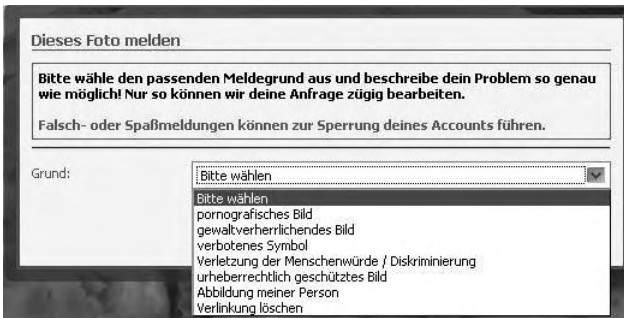 Dieses Foto melden
Bitte wähle den passenden Meldegrund aus und beschreibe dein Problem so genau
wie möglich! Nur so können wir deine Anfrage zügig bearbeiten.
Falsch- oder Spaßmeldungen können zur Sperrung deines Accounts führen.
Grund:
Bitte wählen
Bitte wählen
pornografisches Bild
gewaltverherrlichendes Bild
verbotenes Symbol
Verletzung der Menschenwürde / Diskriminierung
urheberrechtlich geschütztes Bild
Abbildung meiner Person
Verlinkung löschen